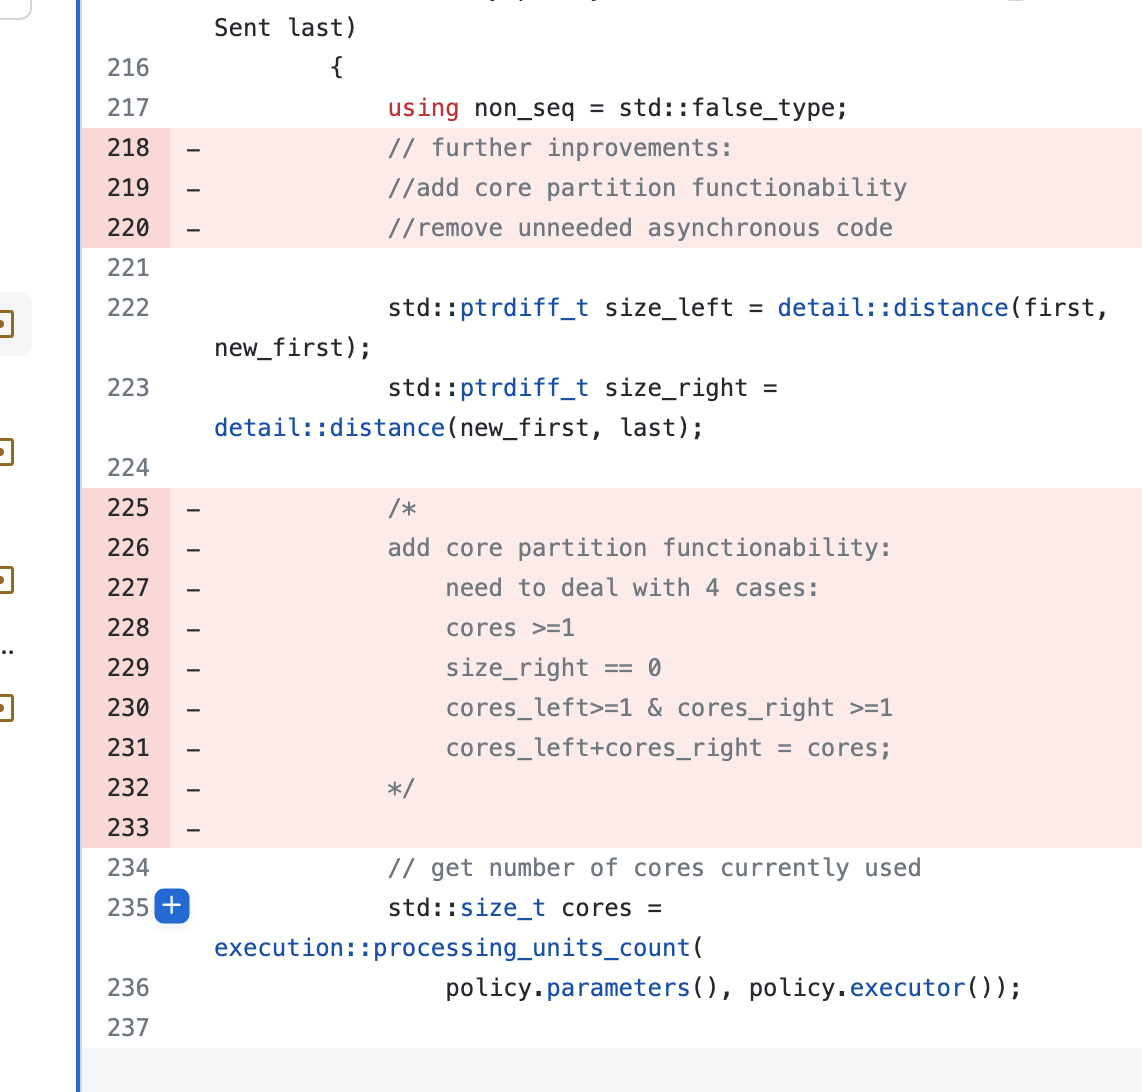 Sent last)
216 {
217 using non_seq = std::false_type;
218 – // further inprovements:
219 – //add core partition functionability
220 – //remove unneeded asynchronous code
221
222 std::ptrdiff_t size_left = detail::distance(first,
new_first);
223 std::ptrdiff_t size_right =
detail::distance(new_first, last);
224
225 – /*
226 – add core partition functionability:
227 – need to deal with 4 cases:
228 – cores >=1
229 – size_right == 0
230 – cores_left>=1 & cores_right >=1
231 – cores_left+cores_right = cores;
232 – */
233 –
234 // get number of cores currently used
235 + std::size_t cores =
execution::processing_units_count(
236 policy.parameters(), policy.executor());
237